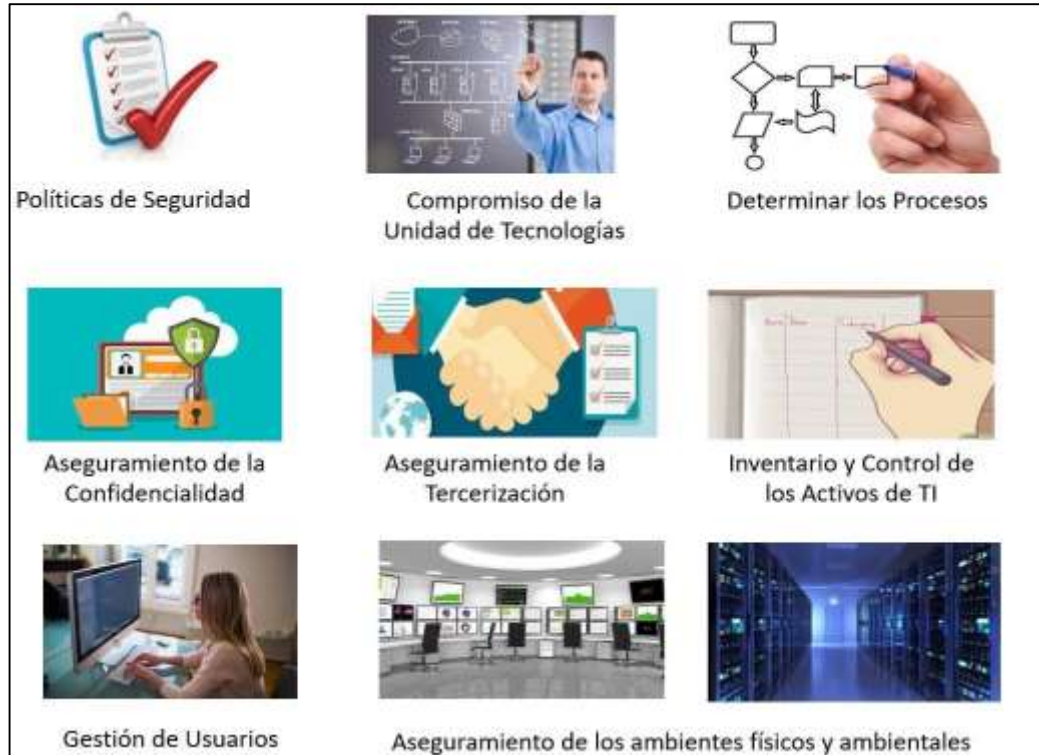 Políticas de Seguridad
Compromiso de la
Unidad de Tecnologías
Determinar los Procesos
Aseguramiento de la
Confidencialidad
Aseguramiento de la
Tercerización
Inventario y Control de
los Activos de TI
Gestión de Usuarios
Aseguramiento de los ambientes físicos y ambientales